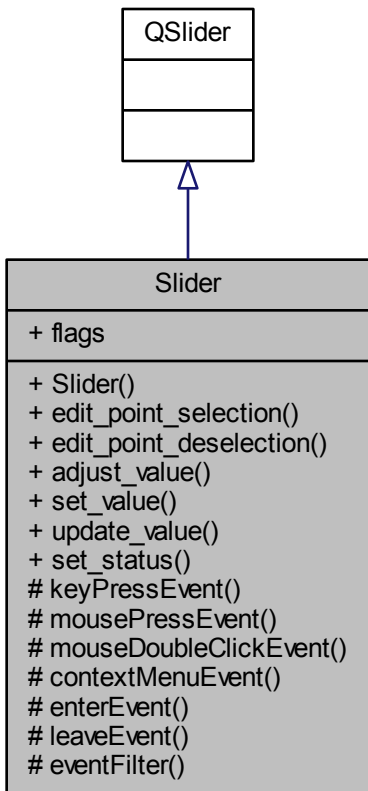 QSlider
Slider
+ flags
+ Slider()
+ edit_point_selection()
+ edit_point_deselection()
+ adjust_value()
+ set_value()
+ update_value()
+ set_status()
# keyPressEvent()
# mousePressEvent()
# mouseDoubleClickEvent()
# contextMenuEvent()
# enterEvent()
# leaveEvent()
# eventFilter()